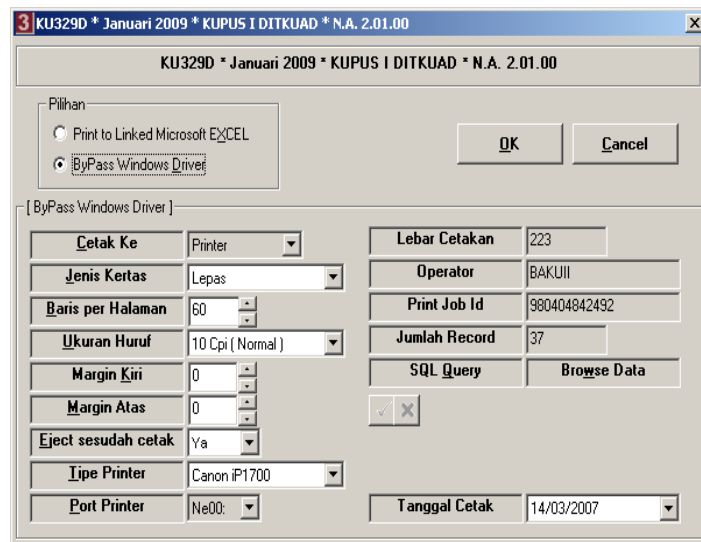 3 KU329D * Januari 2009 * KUPUS I DITKUAD * N.A. 2.01.00
KU329D * Januari 2009 * KUPUS I DITKUAD * N.A. 2.01.00
Pilihan
Print to Linked Microsoft EXCEL
ByPass Windows Driver
OK
Cancel
[ ByPass Windows Driver ]
Cetak Ke Printer
Jenis Kertas Lepas
Baris per Halaman 60
Ukuran Huruf 10 Cpi ( Normal )
Margin Kiri 0
Margin Atas 0
Eject sesudah cetak Ya
Tipe Printer Canon iP1700
Port Printer Ne00:
Lebar Cetakan 223
Operator BAKUII
Print Job Id 980404842492
Jumlah Record 37
SQL Query Browse Data
Tanggal Cetak 14/03/2007